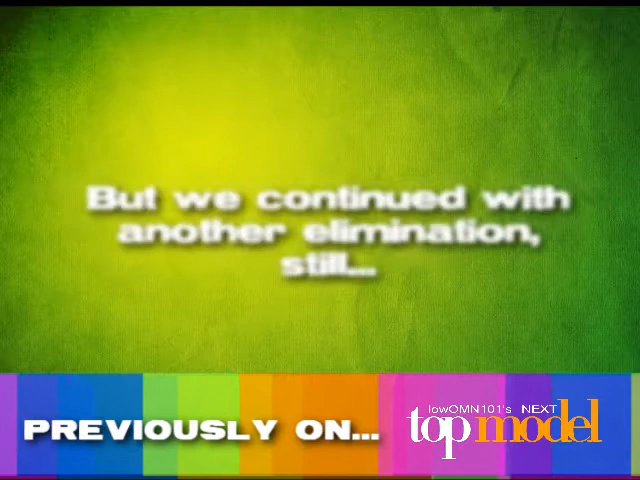 But we continued with
another elimination,
still...
PREVIOUSLY ON...
lowOMN101's NEXT
top model